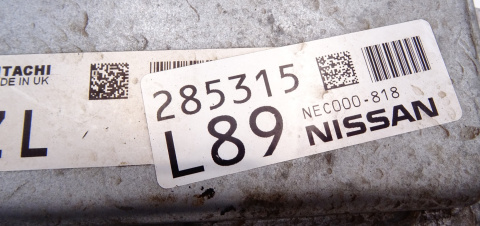 HITACHI
MADE IN UK
ZL
285315
L89
NEC000-818
NISSAN